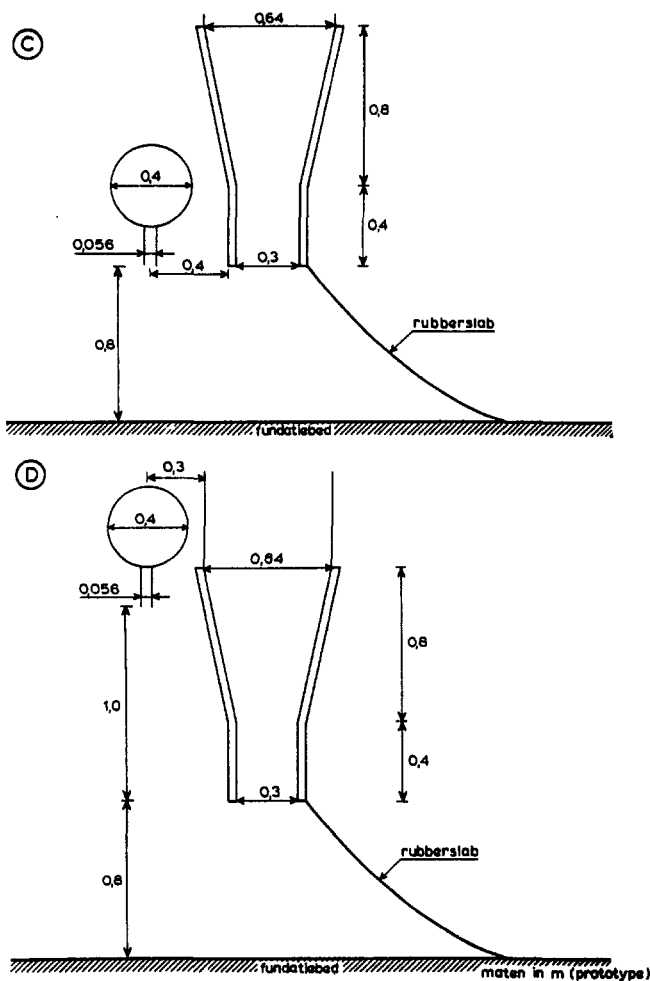 C
0,64
0,8
0,4
0,4
0,056
0,4
0,3
0,8
rubberslab
fundatiebed
D
0,3
0,4
0,64
0,056
0,8
1,0
0,4
0,3
rubberslab
0,8
fundatiebed
maten in m (prototype)